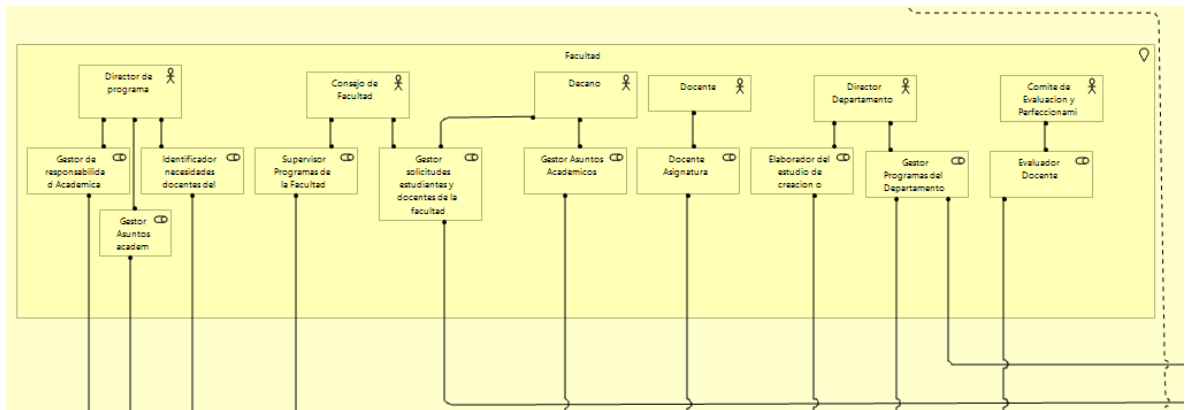 Facultad
Director de
programa
Consejo de
Facultad
Decano
Docente
Director
Departamento
Comite de
Evaluacion y
Perfeccionami
Gestor de
responsabilida
d Academica
Identificador
necesidades
docentes del
Supervisor
Programas de
la Facultad
Gestor
solicitudes
estudiantes y
docentes de la
facultad
Gestor Asuntos
Academicos
Docente
Asignatura
Elaborador del
estudio de
creacion o
Gestor
Programas del
Departamento
Evaluador
Docente
Gestor
Asuntos
academ